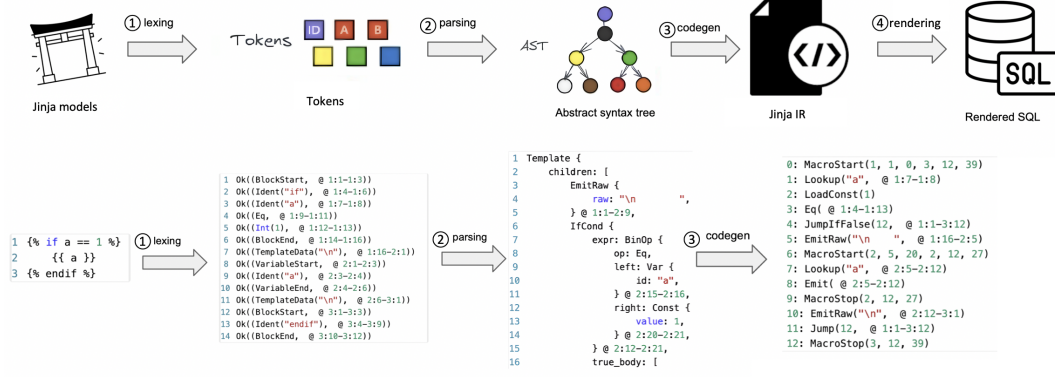 ① lexing
② parsing
③ codegen
④ rendering
Tokens
ID A B
AST
</>
SQL
Jinja models
Tokens
Abstract syntax tree
Jinja IR
Rendered SQL
1 {% if a == 1 %}
2 {{ a }}
3 {% endif %}
① lexing
1 Ok((BlockStart, @ 1:1-1:3))
2 Ok((Ident("if"), @ 1:4-1:6))
3 Ok((Ident("a"), @ 1:7-1:8))
4 Ok((Eq, @ 1:9-1:11))
5 Ok((Int(1), @ 1:12-1:13))
6 Ok((BlockEnd, @ 1:14-1:16))
7 Ok((TemplateData("\n"), @ 1:16-2:1))
8 Ok((VariableStart, @ 2:1-2:3))
9 Ok((Ident("a"), @ 2:3-2:4))
10 Ok((VariableEnd, @ 2:4-2:6))
11 Ok((TemplateData("\n"), @ 2:6-3:1))
12 Ok((BlockStart, @ 3:1-3:3))
13 Ok((Ident("endif"), @ 3:4-3:9))
14 Ok((BlockEnd, @ 3:10-3:12))
② parsing
1 Template {
2 children: [
3 EmitRaw {
4 raw: "\n        ",
5 } @ 1:1-2:9,
6 IfCond {
7 expr: BinOp {
8 op: Eq,
9 left: Var {
10 id: "a",
11 } @ 2:15-2:16,
12 right: Const {
13 value: 1,
14 } @ 2:20-2:21,
15 } @ 2:12-2:21,
16 true_body: [
③ codegen
0: MacroStart(1, 1, 0, 3, 12, 39)
1: Lookup("a", @ 1:7-1:8)
2: LoadConst(1)
3: Eq( @ 1:4-1:13)
4: JumpIfFalse(12, @ 1:1-3:12)
5: EmitRaw("\n    ", @ 1:16-2:5)
6: MacroStart(2, 5, 20, 2, 12, 27)
7: Lookup("a", @ 2:5-2:12)
8: Emit( @ 2:5-2:12)
9: MacroStop(2, 12, 27)
10: EmitRaw("\n", @ 2:12-3:1)
11: Jump(12, @ 1:1-3:12)
12: MacroStop(3, 12, 39)